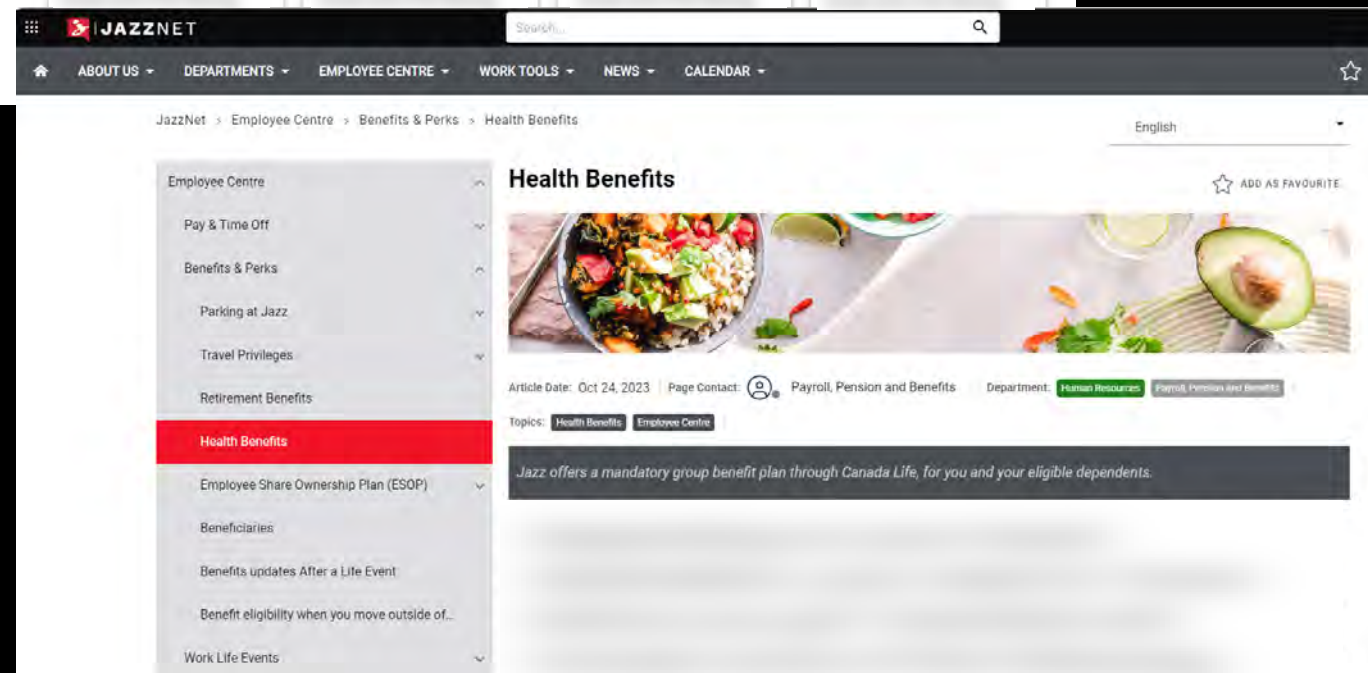 JAZZNET
Search...
ABOUT US DEPARTMENTS EMPLOYEE CENTRE WORK TOOLS NEWS CALENDAR
JazzNet > Employee Centre > Benefits & Perks > Health Benefits
English
Employee Centre
Pay & Time Off
Benefits & Perks
Parking at Jazz
Travel Privileges
Retirement Benefits
Health Benefits
Employee Share Ownership Plan (ESOP)
Beneficiaries
Benefits updates After a Life Event
Benefit eligibility when you move outside of...
Work Life Events
Health Benefits
ADD AS FAVOURITE
Article Date: Oct 24, 2023 Page Contact: Payroll, Pension and Benefits Department: Human Resources Payroll, Pension and Benefits
Topics: Health Benefits Employee Centre
Jazz offers a mandatory group benefit plan through Canada Life, for you and your eligible dependents.